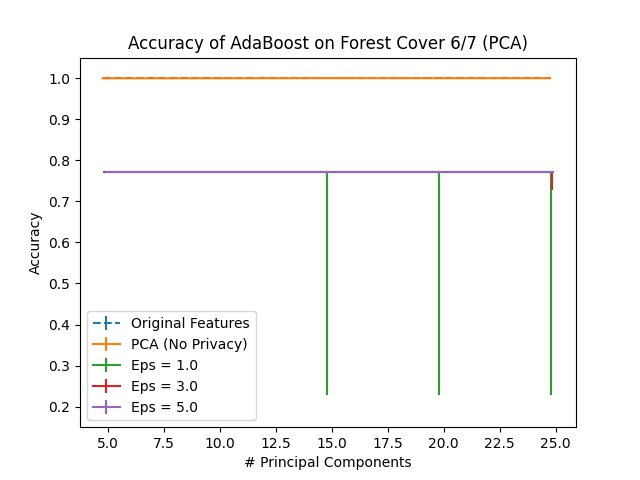 Accuracy of AdaBoost on Forest Cover 6/7 (PCA)
1.0
0.9
0.8
0.7
0.6
0.5
0.4
0.3
0.2
Accuracy
Original Features
PCA (No Privacy)
Eps = 1.0
Eps = 3.0
Eps = 5.0
5.0 7.5 10.0 12.5 15.0 17.5 20.0 22.5 25.0
# Principal Components